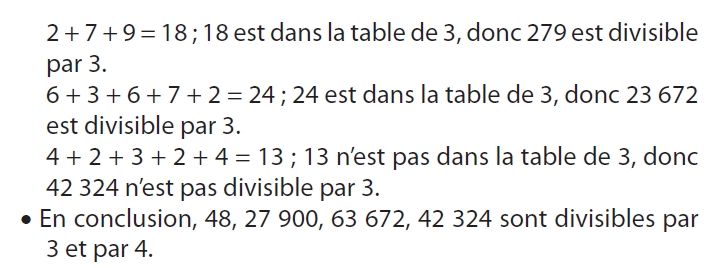 2 + 7 + 9 = 18 ; 18 est dans la table de 3, donc 279 est divisible
par 3.
6 + 3 + 6 + 7 + 2 = 24 ; 24 est dans la table de 3, donc 23 672
est divisible par 3.
4 + 2 + 3 + 2 + 4 = 13 ; 13 n’est pas dans la table de 3, donc
42 324 n’est pas divisible par 3.
• En conclusion, 48, 27 900, 63 672, 42 324 sont divisibles par
3 et par 4.